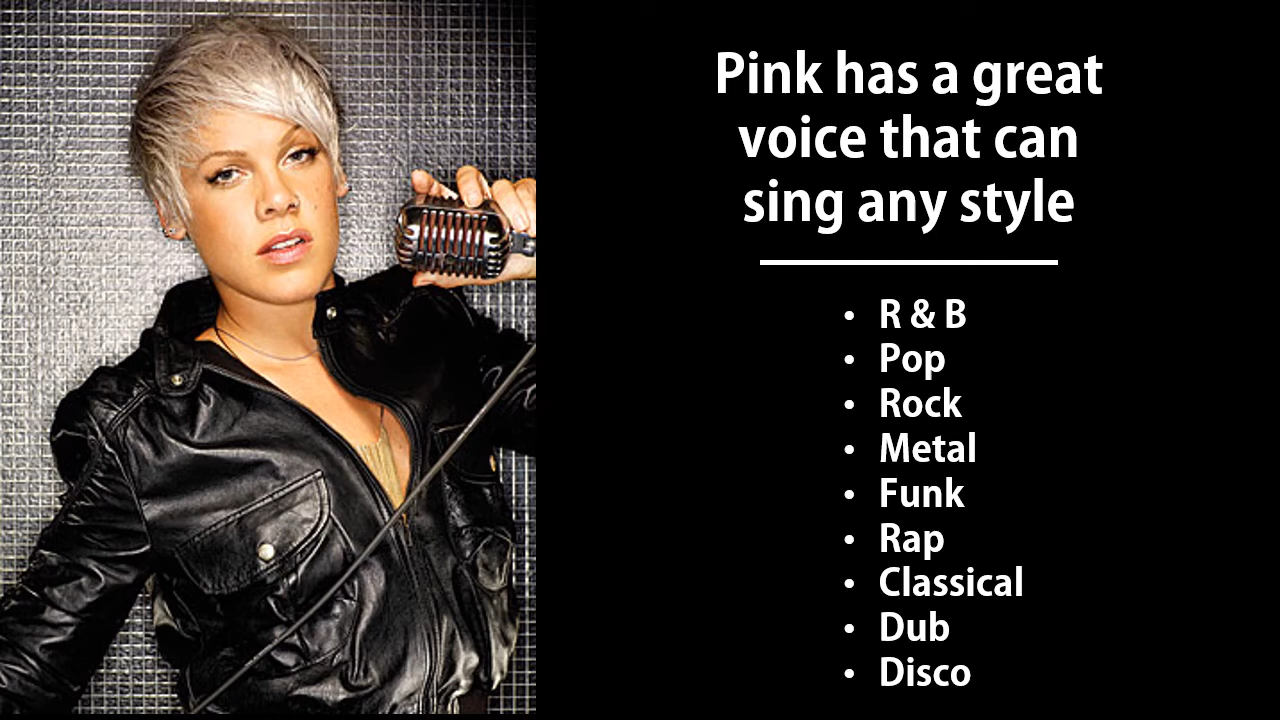 Pink has a great
voice that can
sing any style
• R & B
• Pop
• Rock
• Metal
• Funk
• Rap
• Classical
• Dub
• Disco